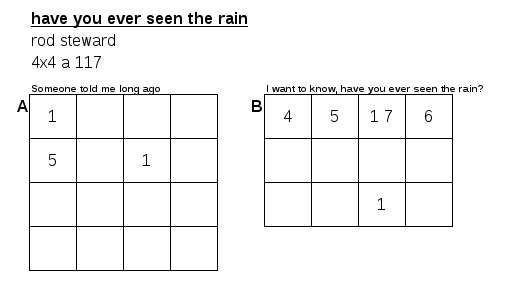 have you ever seen the rain
rod steward
4x4 a 117
Someone told me long ago
A
1
5 1
I want to know, have you ever seen the rain?
B
4 5 1 7 6
1